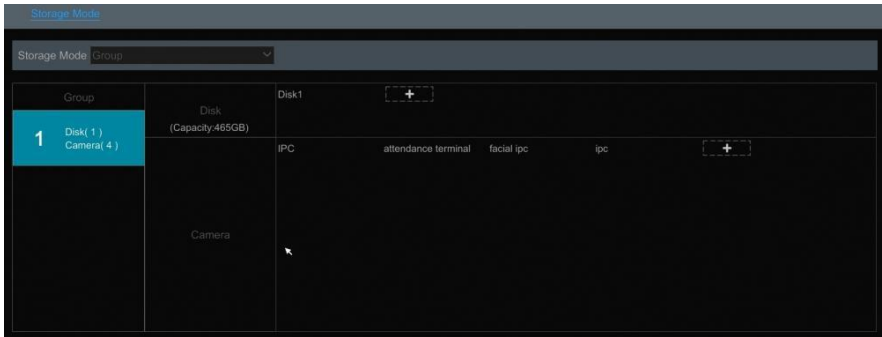 Storage Mode
Storage Mode Group
Group
1
Disk( 1 )
Camera( 4 )
Disk
(Capacity:465GB)
Disk1 +
IPC attendance terminal facial ipc ipc +
Camera